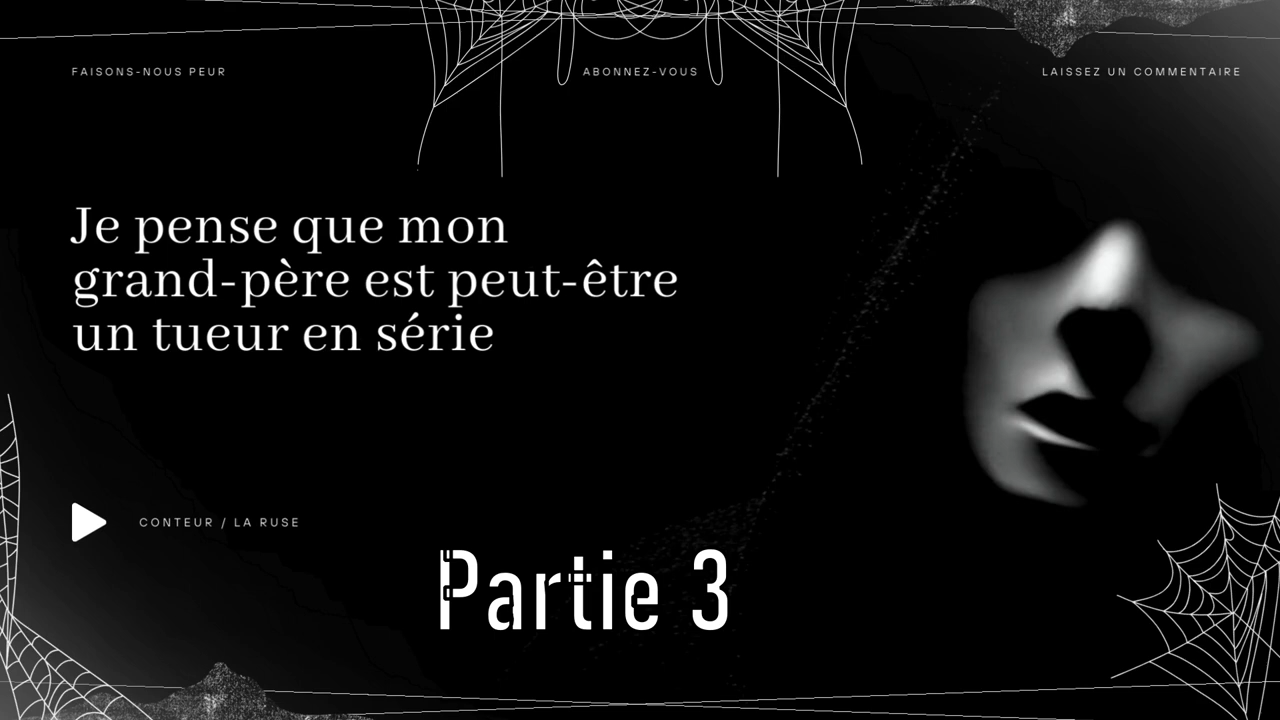 FAISONS-NOUS PEUR
ABONNEZ-VOUS
LAISSEZ UN COMMENTAIRE
Je pense que mon
grand-père est peut-être
un tueur en série
CONTEUR / LA RUSE
Partie 3